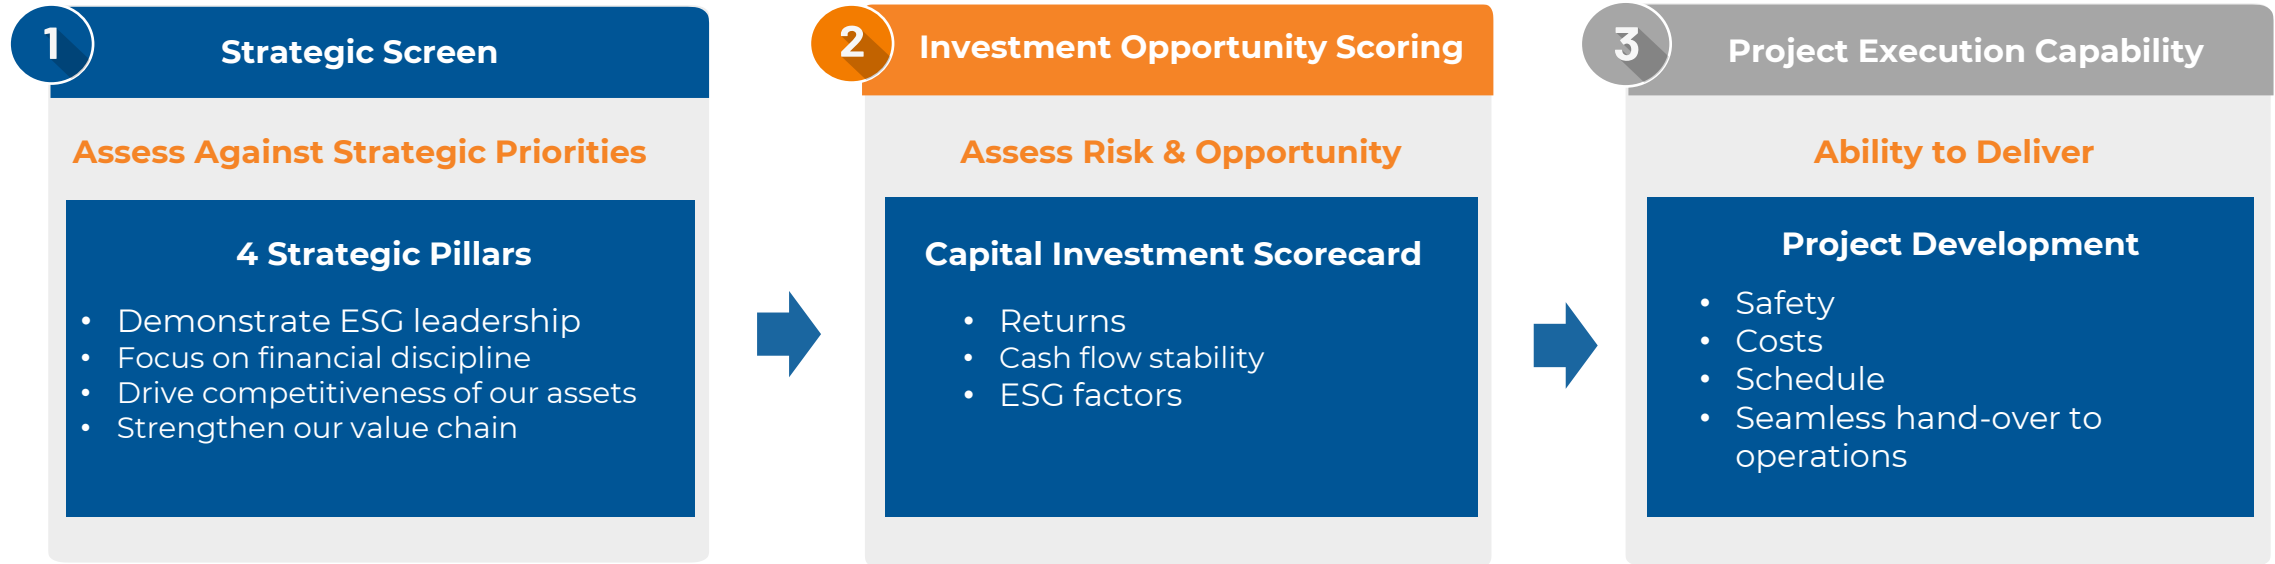 1
Strategic Screen
Assess Against Strategic Priorities
4 Strategic Pillars
• Demonstrate ESG leadership
• Focus on financial discipline
• Drive competitiveness of our assets
• Strengthen our value chain
2
Investment Opportunity Scoring
Assess Risk & Opportunity
Capital Investment Scorecard
• Returns
• Cash flow stability
• ESG factors
3
Project Execution Capability
Ability to Deliver
Project Development
• Safety
• Costs
• Schedule
• Seamless hand-over to
operations